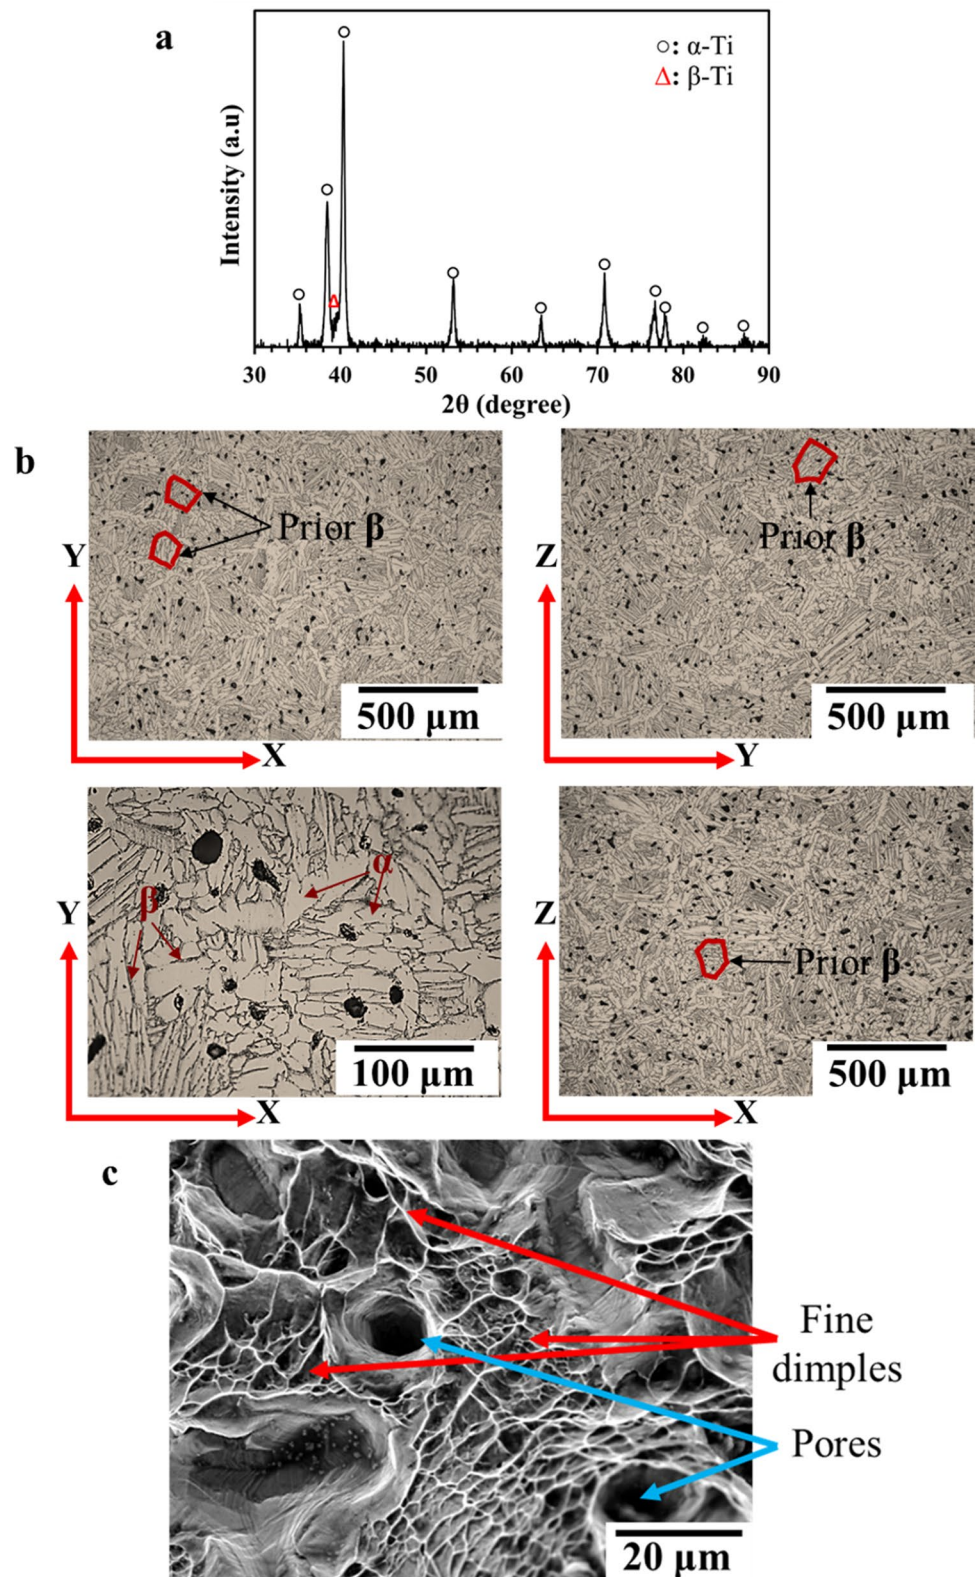 a
○: α-Ti
Δ: β-Ti
Intensity (a.u)
30 40 50 60 70 80 90
2θ (degree)
b
Prior β
Y
X
500 μm
Prior β
Z
Y
500 μm
α
β
Y
X
100 μm
Prior β
Z
X
500 μm
c
Fine
dimples
Pores
20 μm